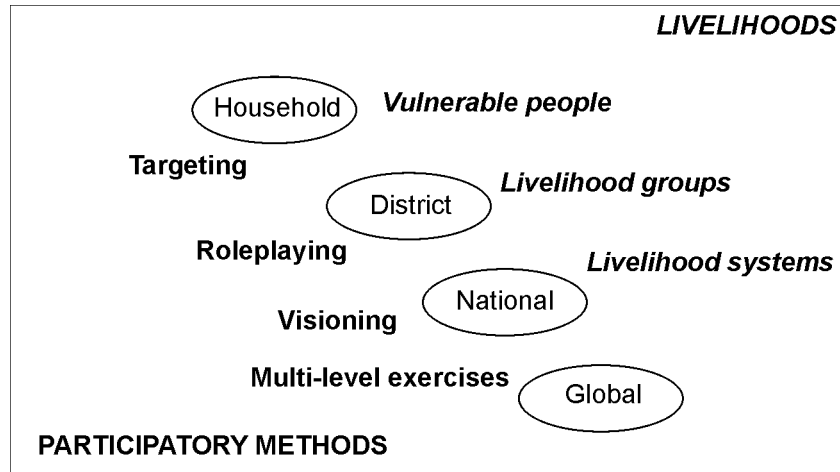 LIVELIHOODS
Household
Vulnerable people
Targeting
District
Livelihood groups
Roleplaying
Livelihood systems
National
Visioning
Multi-level exercises
Global
PARTICIPATORY METHODS